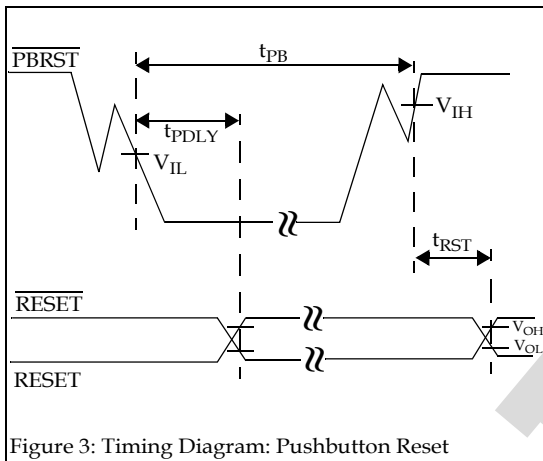 PBRST
tPB
VIH
tPDLY
VIL
tRST
RESET
VOH
VOL
RESET
Figure 3: Timing Diagram: Pushbutton Reset